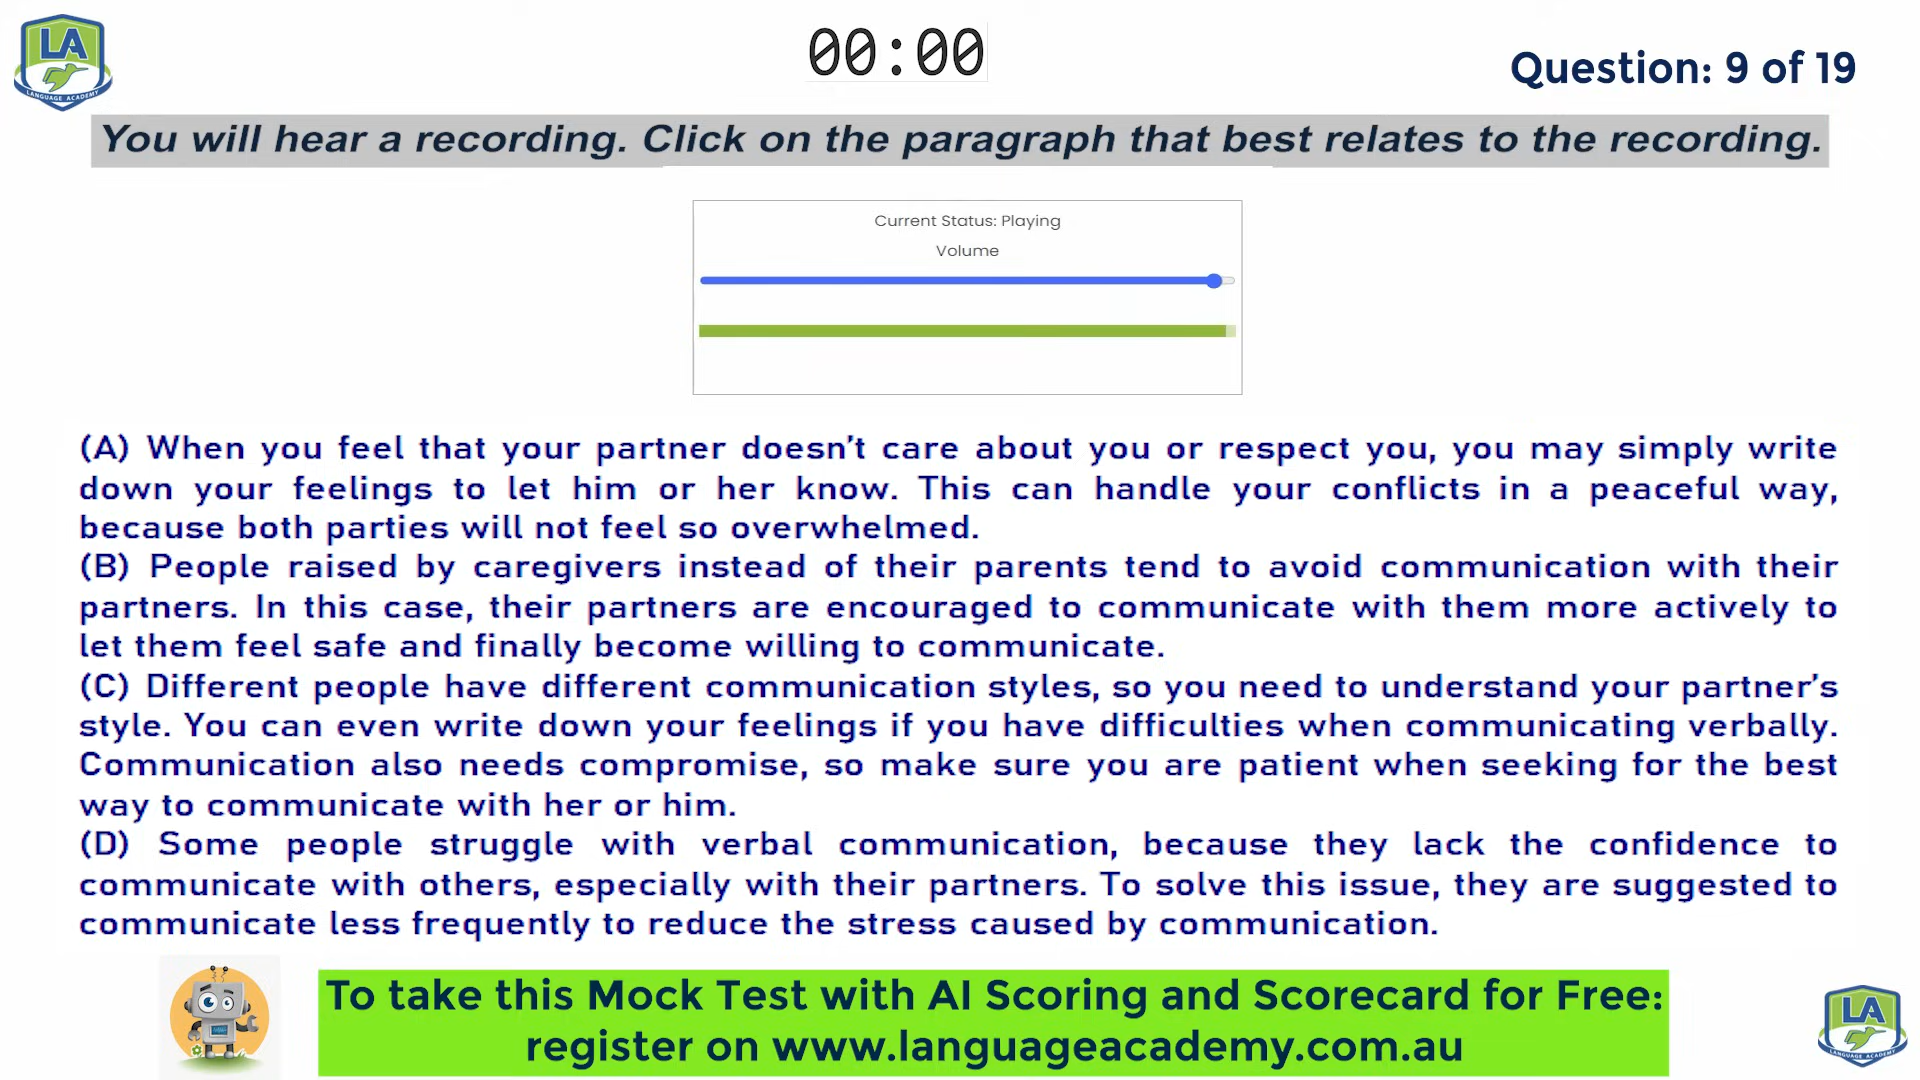 LA
LANGUAGE ACADEMY
00:00
Question: 9 of 19
You will hear a recording. Click on the paragraph that best relates to the recording.
Current Status: Playing
Volume
(A) When you feel that your partner doesn't care about you or respect you, you may simply write
down your feelings to let him or her know. This can handle your conflicts in a peaceful way,
because both parties will not feel so overwhelmed.
(B) People raised by caregivers instead of their parents tend to avoid communication with their
partners. In this case, their partners are encouraged to communicate with them more actively to
let them feel safe and finally become willing to communicate.
(C) Different people have different communication styles, so you need to understand your partner's
style. You can even write down your feelings if you have difficulties when communicating verbally.
Communication also needs compromise, so make sure you are patient when seeking for the best
way to communicate with her or him.
(D) Some people struggle with verbal communication, because they lack the confidence to
communicate with others, especially with their partners. To solve this issue, they are suggested to
communicate less frequently to reduce the stress caused by communication.
To take this Mock Test with AI Scoring and Scorecard for Free:
register on www.languageacademy.com.au
LA
LANGUAGE ACADEMY